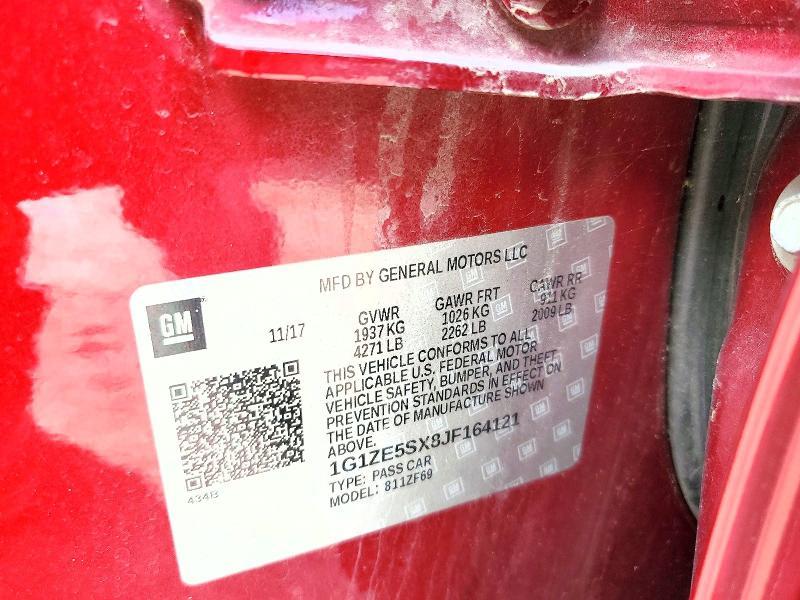 MFD BY GENERAL MOTORS LLC
GM
11/17
GVWR GAWR FRT GAWR RR
1937 KG 1026 KG 911 KG
4271 LB 2262 LB 2009 LB
THIS VEHICLE CONFORMS TO ALL
APPLICABLE U.S. FEDERAL MOTOR
VEHICLE SAFETY, BUMPER, AND THEFT
PREVENTION STANDARDS IN EFFECT ON
THE DATE OF MANUFACTURE SHOWN
ABOVE.
1G1ZE5SX8JF164121
TYPE: PASS CAR
MODEL: 811ZF69
434B